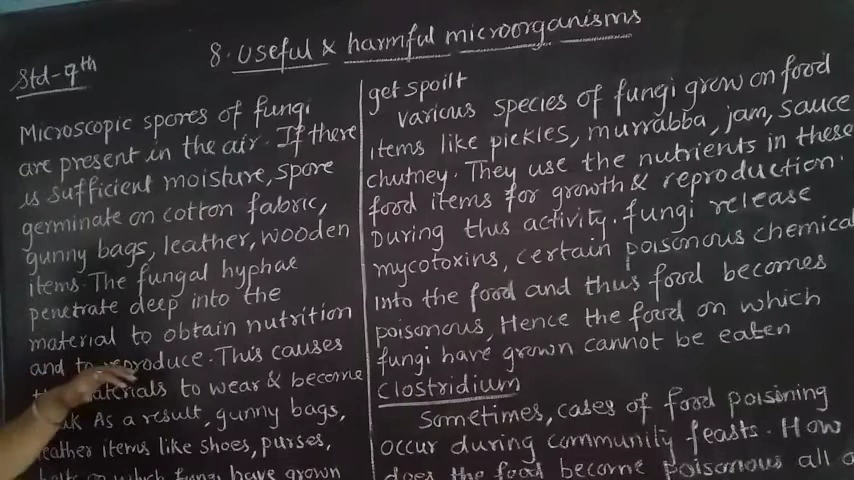 8. Useful & harmful microorganisms
Std-9th
Microscopic spores of fungi
are present in the air. If there
is sufficient moisture, spore
germinate on cotton fabric,
gunny bags, leather, wooden
items. The fungal hyphae
penetrate deep into the
material to obtain nutrition
and to reproduce. This causes
materials to wear & become
As a result, gunny bags,
leather items like shoes, purses,
which fungi have grown
get spoilt
Various species of fungi grow on food
items like pickles, murrabba, jam, sauce
chutney. They use the nutrients in these
food items for growth & reproduction.
During this activity. fungi release
mycotoxins, certain poisonous chemical
into the food and thus food becomes
poisonous, Hence the food on which
fungi have grown cannot be eaten
Clostridium
Sometimes, cases of food poisining
occur during community feasts. How
does the food become poisonous all